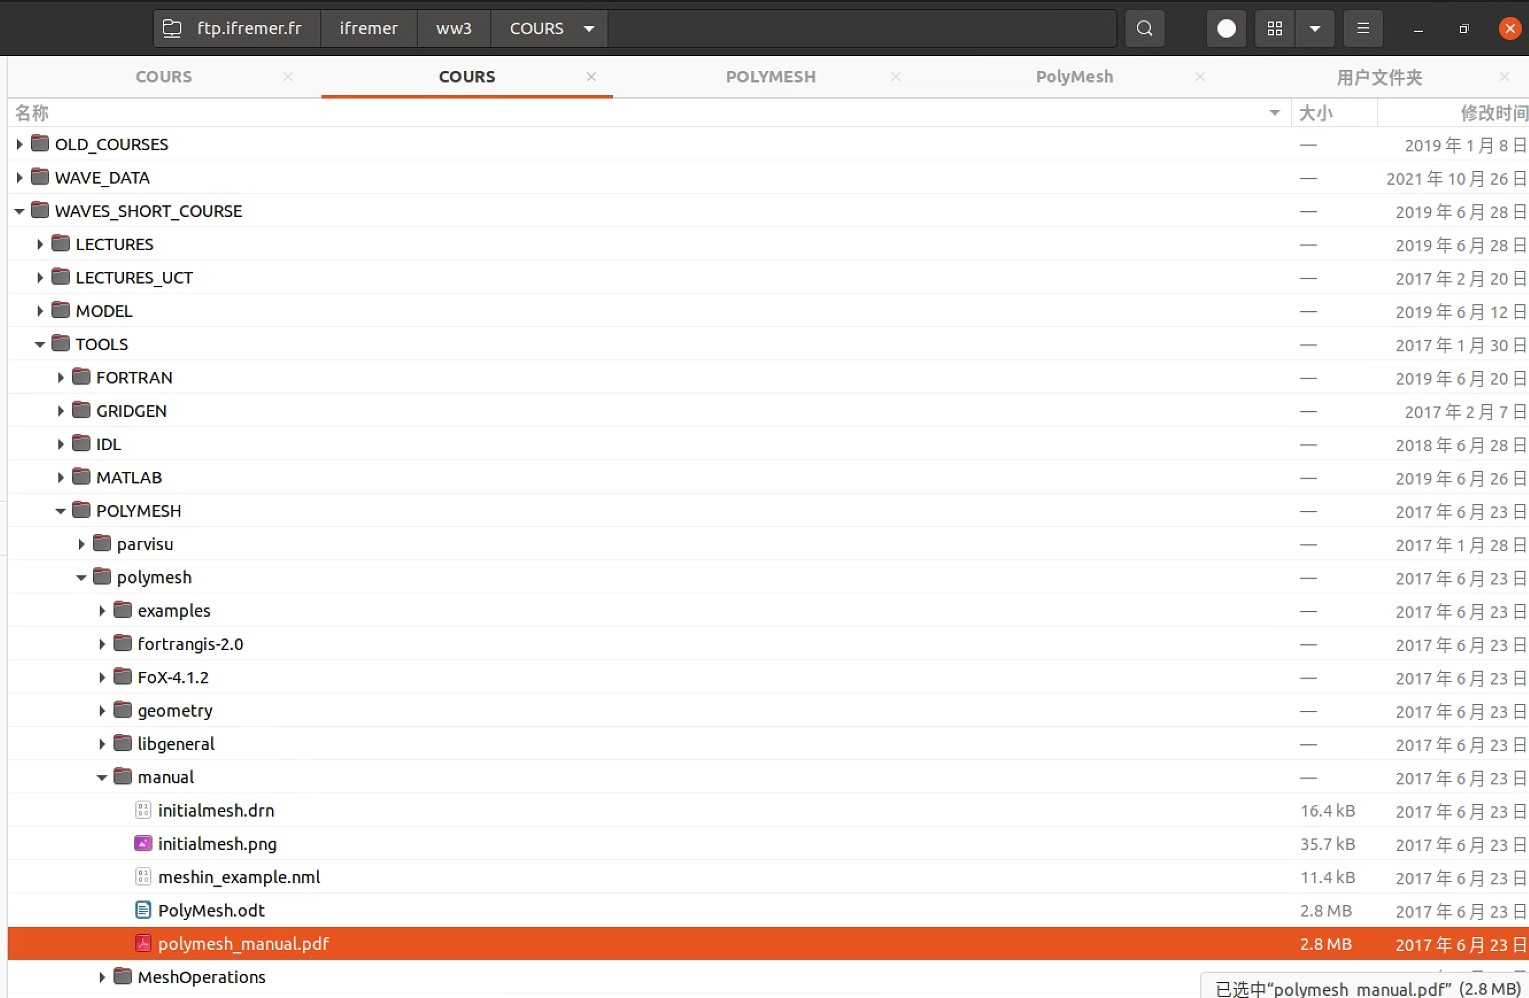 ftp.ifremer.fr ifremer ww3 COURS
COURS COURS POLYMESH PolyMesh 用户文件夹
名称 大小 修改时间
OLD_COURSES — 2019 年 1 月 8 日
WAVE_DATA — 2021 年 10 月 26 日
WAVES_SHORT_COURSE — 2019 年 6 月 28 日
LECTURES — 2019 年 6 月 28 日
LECTURES_UCT — 2017 年 2 月 20 日
MODEL — 2019 年 6 月 12 日
TOOLS — 2017 年 1 月 30 日
FORTRAN — 2019 年 6 月 20 日
GRIDGEN — 2017 年 2 月 7 日
IDL — 2018 年 6 月 28 日
MATLAB — 2019 年 6 月 26 日
POLYMESH — 2017 年 6 月 23 日
parvisu — 2017 年 1 月 28 日
polymesh — 2017 年 6 月 23 日
examples — 2017 年 6 月 23 日
fortrangis-2.0 — 2017 年 6 月 23 日
FoX-4.1.2 — 2017 年 6 月 23 日
geometry — 2017 年 6 月 23 日
libgeneral — 2017 年 6 月 23 日
manual — 2017 年 6 月 23 日
initialmesh.drn 16.4 kB 2017 年 6 月 23 日
initialmesh.png 35.7 kB 2017 年 6 月 23 日
meshin_example.nml 11.4 kB 2017 年 6 月 23 日
PolyMesh.odt 2.8 MB 2017 年 6 月 23 日
polymesh_manual.pdf 2.8 MB 2017 年 6 月 23 日
MeshOperations
已选中“polymesh_manual.pdf” (2.8 MB)